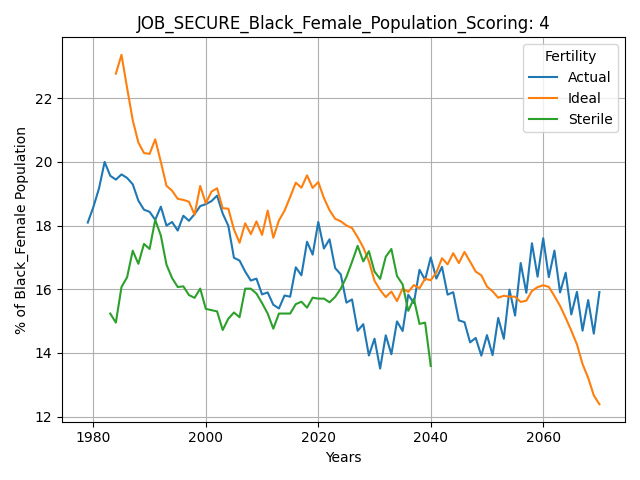 JOB_SECURE_Black_Female_Population_Scoring: 4
Fertility
Actual
Ideal
Sterile
% of Black_Female Population
22
20
18
16
14
12
1980 2000 2020 2040 2060
Years